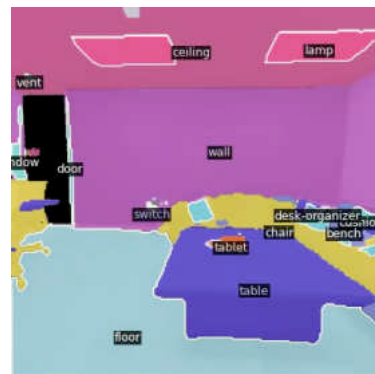 ceiling
lamp
vent
wall
ndow
door
switch
desk-organizer
cushio
chair
bench
tablet
table
floor